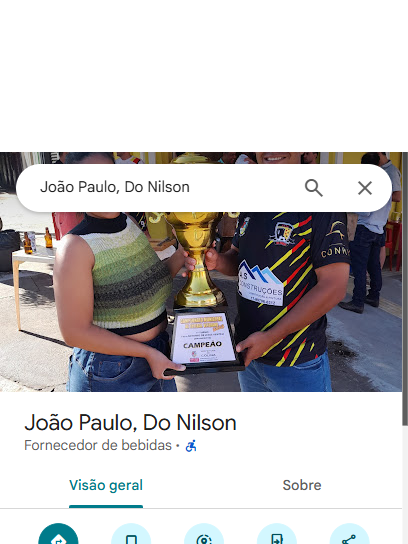 João Paulo, Do Nilson
CONSTRUÇÕES
CAMPEÃO
João Paulo, Do Nilson
Fornecedor de bebidas ·
Visão geral
Sobre